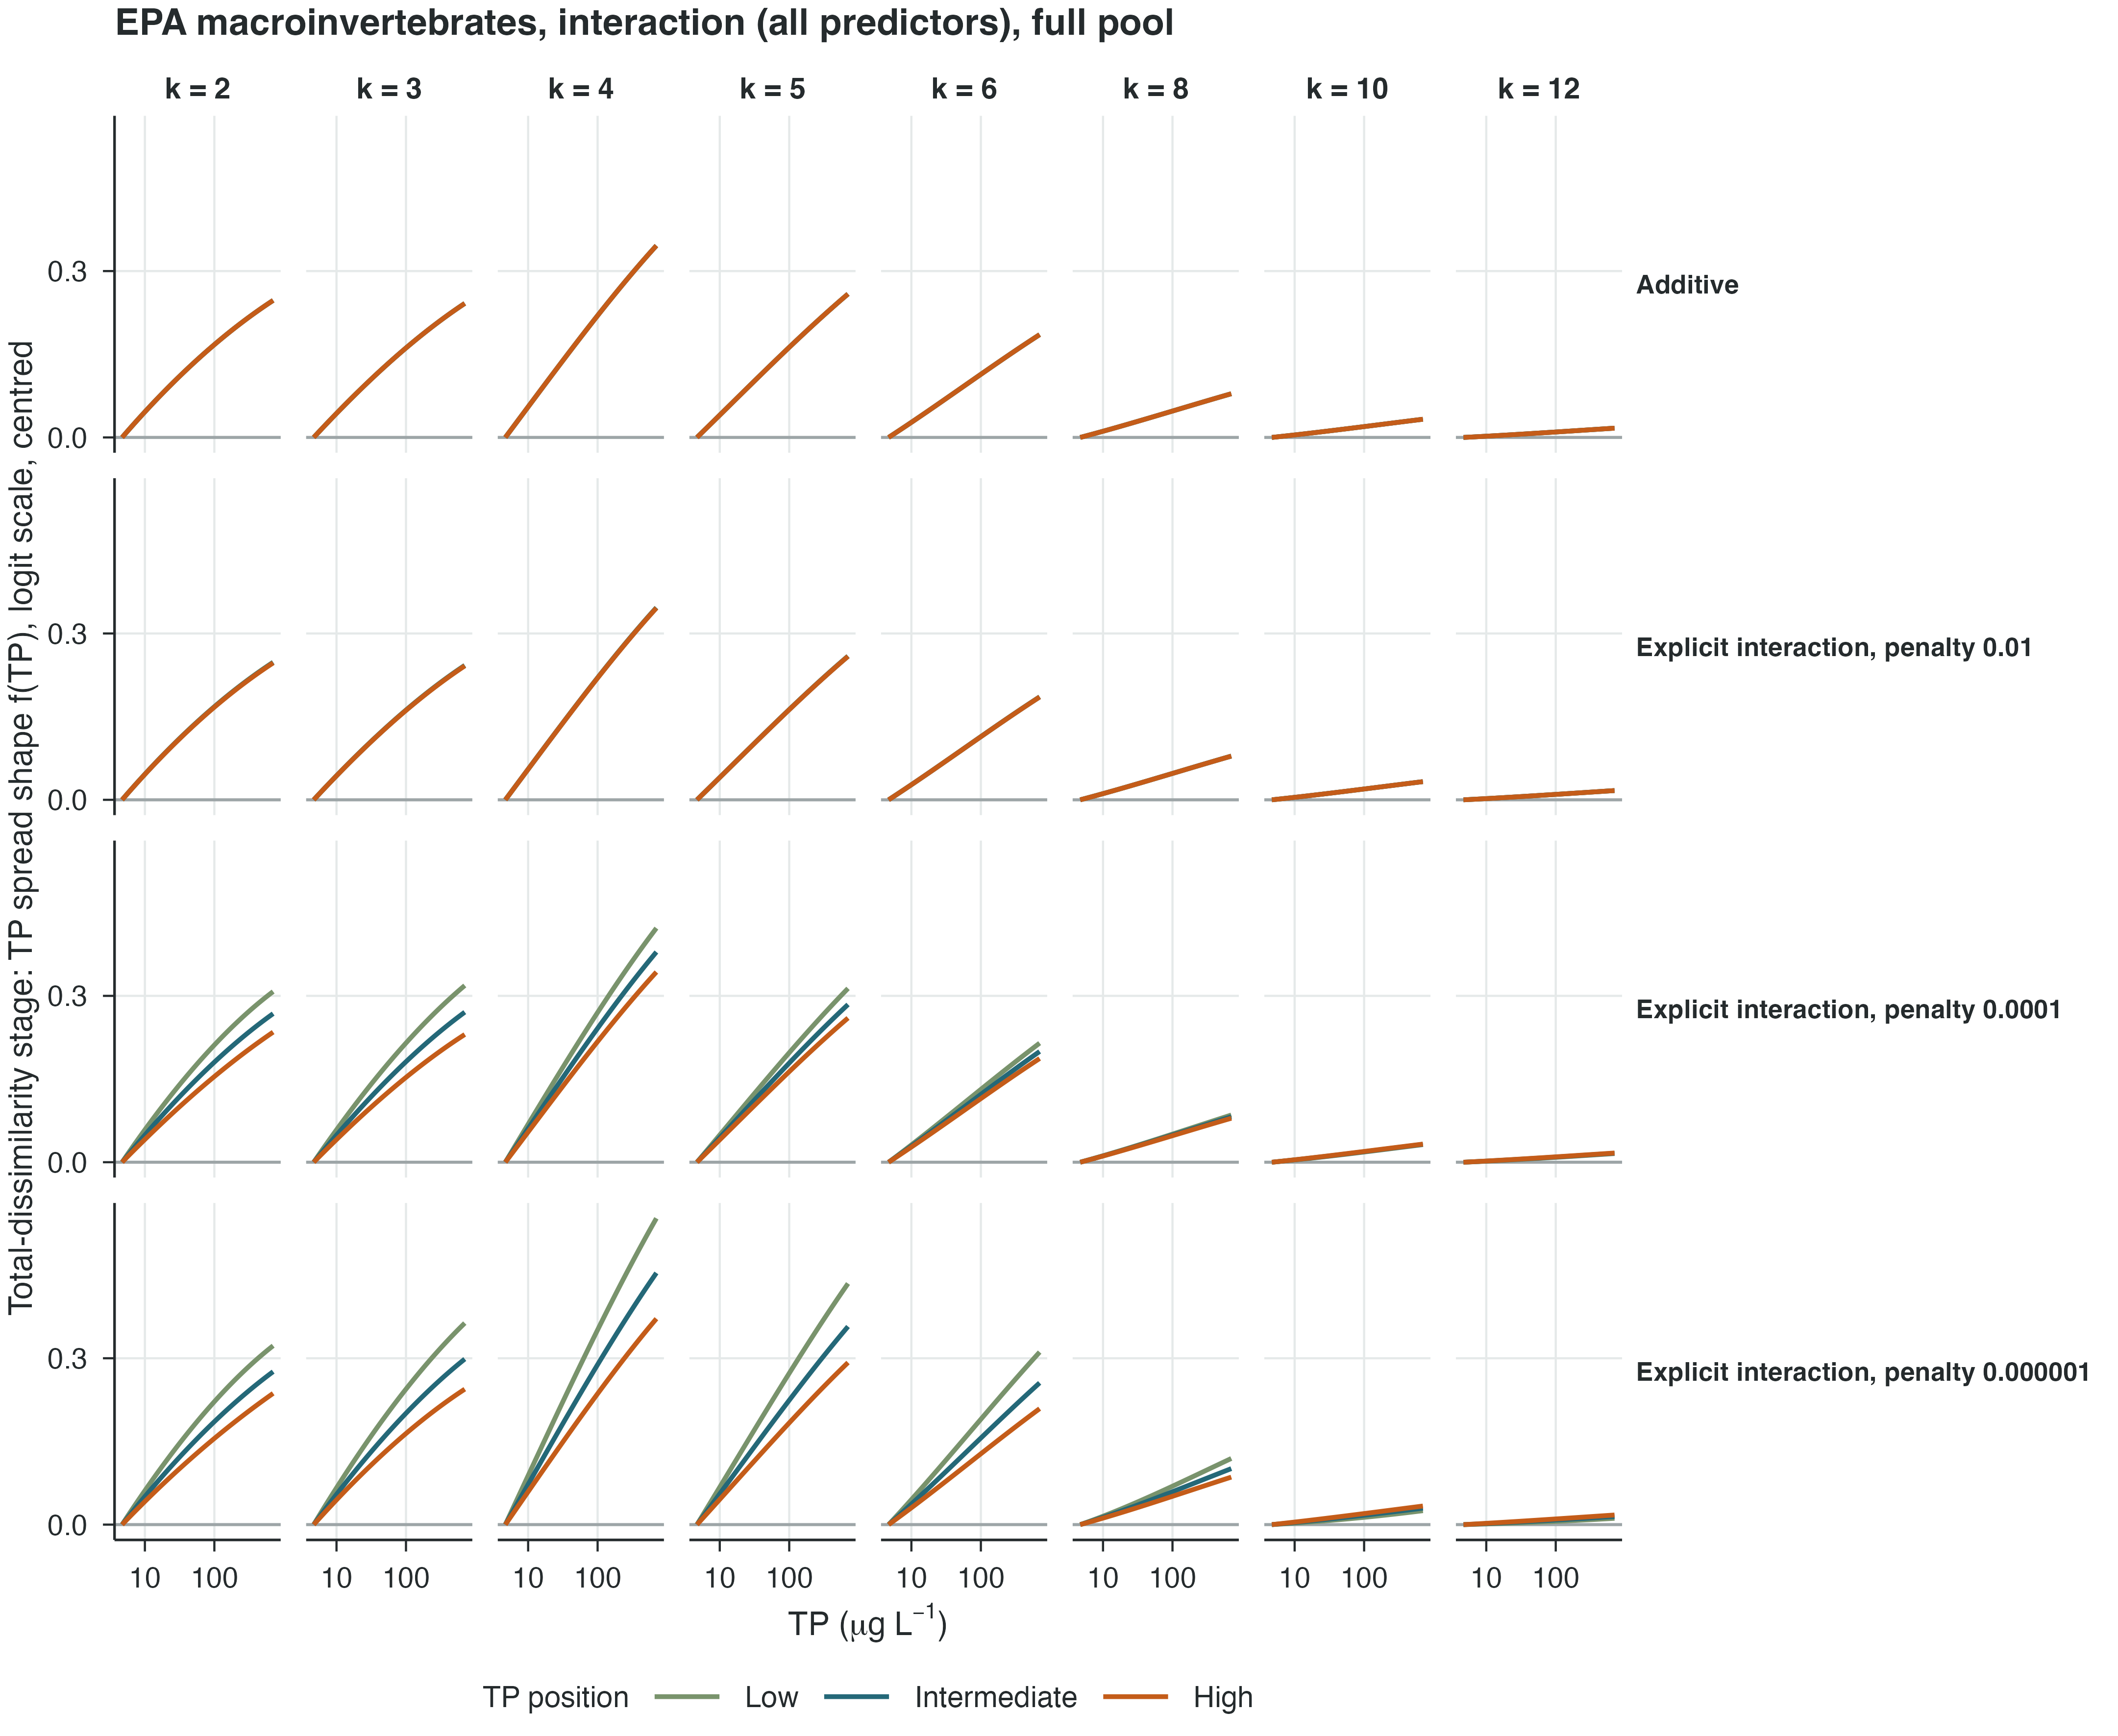 EPA macroinvertebrates, interaction (all predictors), full pool
k = 2 k = 3 k = 4 k = 5 k = 6 k = 8 k = 10 k = 12
Total-dissimilarity stage: TP spread shape f(TP), logit scale, centred
0.3
0.0
Additive
0.3
0.0
Explicit interaction, penalty 0.01
0.3
0.0
Explicit interaction, penalty 0.0001
0.3
0.0
Explicit interaction, penalty 0.000001
10 100 10 100 10 100 10 100 10 100 10 100 10 100 10 100
TP (μg L⁻¹)
TP position Low Intermediate High